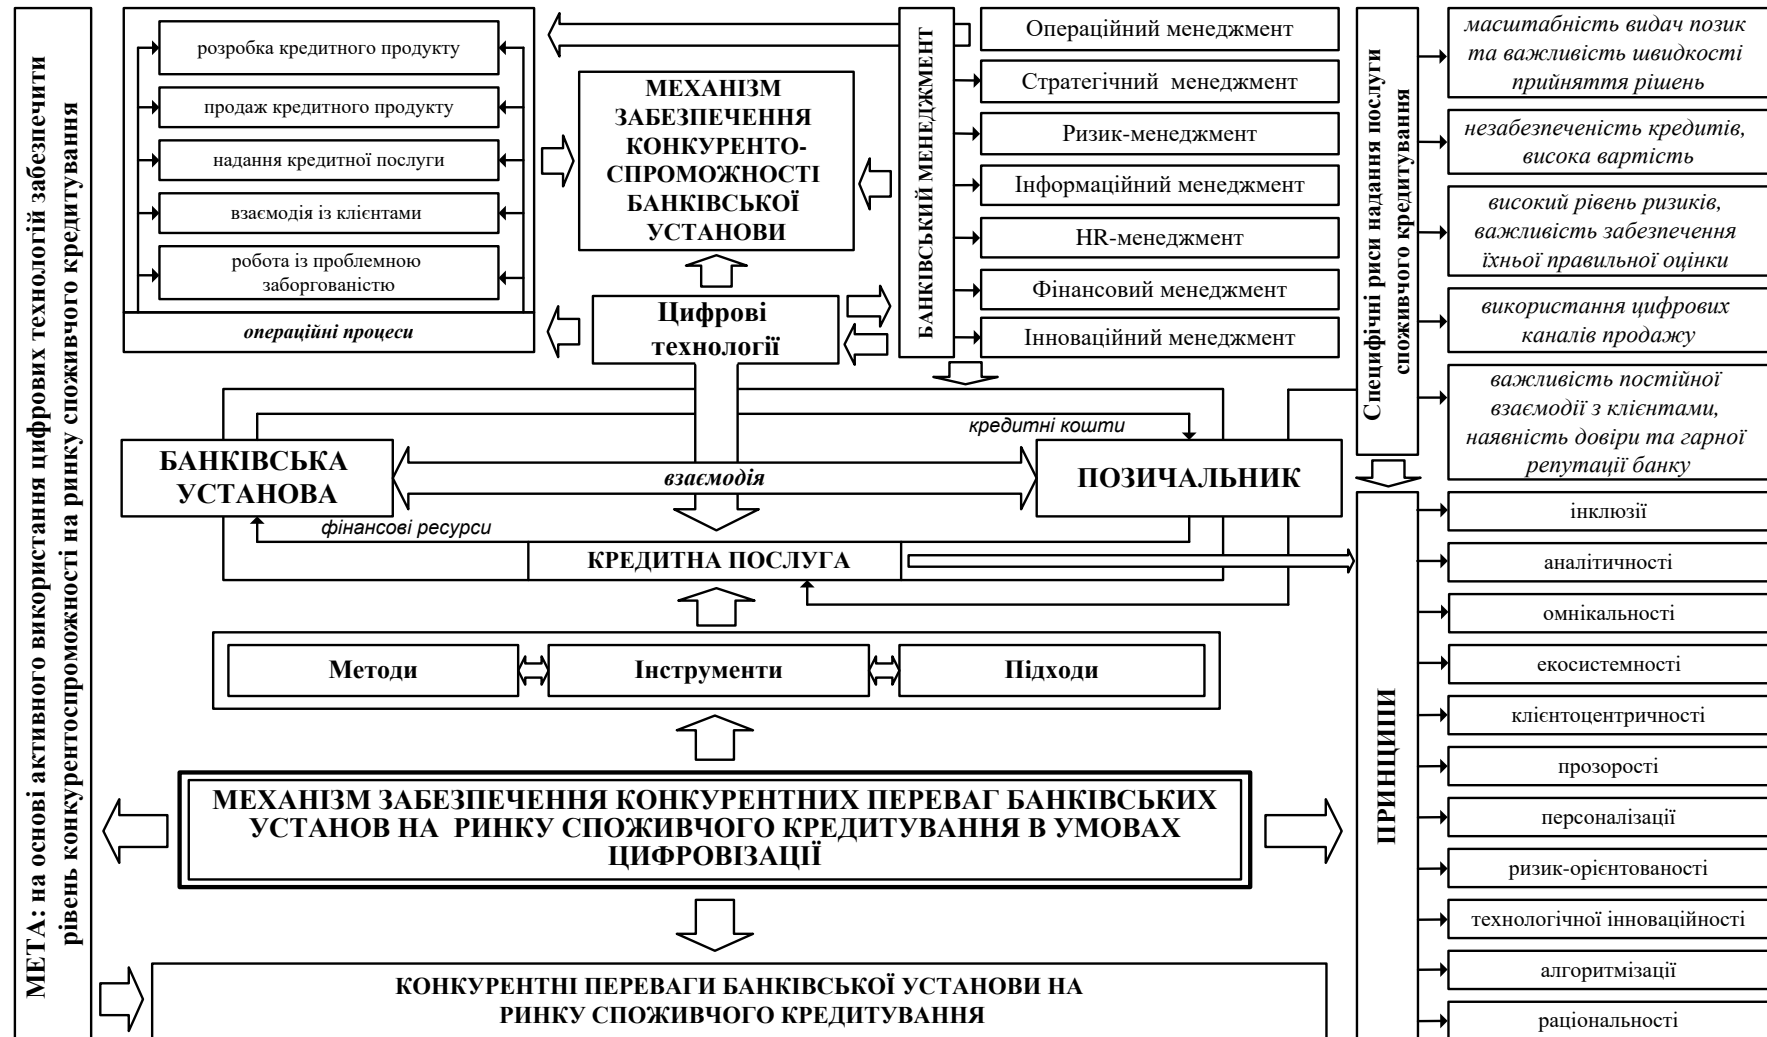 МЕТА: на основі активного використання цифрових технологій забезпечити
рівень конкурентоспроможності на ринку споживчого кредитування
розробка кредитного продукту
продаж кредитного продукту
надання кредитної послуги
взаємодія із клієнтами
робота із проблемною
заборгованістю
операційні процеси
МЕХАНІЗМ
ЗАБЕЗПЕЧЕННЯ
КОНКУРЕНТО-
СПРОМОЖНОСТІ
БАНКІВСЬКОЇ
УСТАНОВИ
Цифрові
технології
БАНКІВСЬКИЙ МЕНЕДЖМЕНТ
Операційний менеджмент
Стратегічний менеджмент
Ризик-менеджмент
Інформаційний менеджмент
HR-менеджмент
Фінансовий менеджмент
Інноваційний менеджмент
Специфічні риси надання послуги
споживчого кредитування
масштабність видач позик
та важливість швидкості
прийняття рішень
незабезпеченість кредитів,
висока вартість
високий рівень ризиків,
важливість забезпечення
їхньої правильної оцінки
використання цифрових
каналів продажу
важливість постійної
взаємодії з клієнтами,
наявність довіри та гарної
репутації банку
БАНКІВСЬКА
УСТАНОВА
кредитні кошти
взаємодія
ПОЗИЧАЛЬНИК
фінансові ресурси
КРЕДИТНА ПОСЛУГА
Методи
Інструменти
Підходи
МЕХАНІЗМ ЗАБЕЗПЕЧЕННЯ КОНКУРЕНТНИХ ПЕРЕВАГ БАНКІВСЬКИХ
УСТАНОВ НА РИНКУ СПОЖИВЧОГО КРЕДИТУВАННЯ В УМОВАХ
ЦИФРОВІЗАЦІЇ
КОНКУРЕНТНІ ПЕРЕВАГИ БАНКІВСЬКОЇ УСТАНОВИ НА
РИНКУ СПОЖИВЧОГО КРЕДИТУВАННЯ
ПРИНЦИПИ
інклюзії
аналітичності
омнікальності
екосистемності
клієнтоцентричності
прозорості
персоналізації
ризик-орієнтованості
технологічної інноваційності
алгоритмізації
раціональності